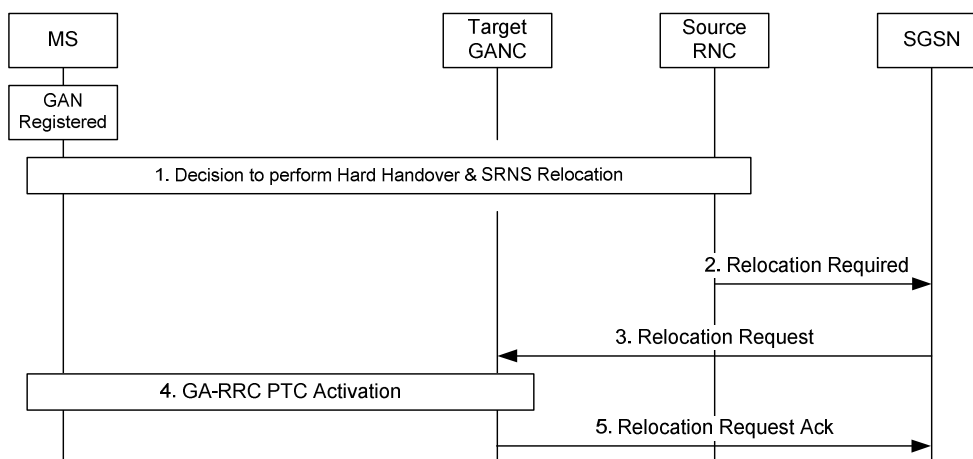 MS
Target
GANC
Source
RNC
SGSN
GAN
Registered
1. Decision to perform Hard Handover & SRNS Relocation
2. Relocation Required
3. Relocation Request
4. GA-RRC PTC Activation
5. Relocation Request Ack